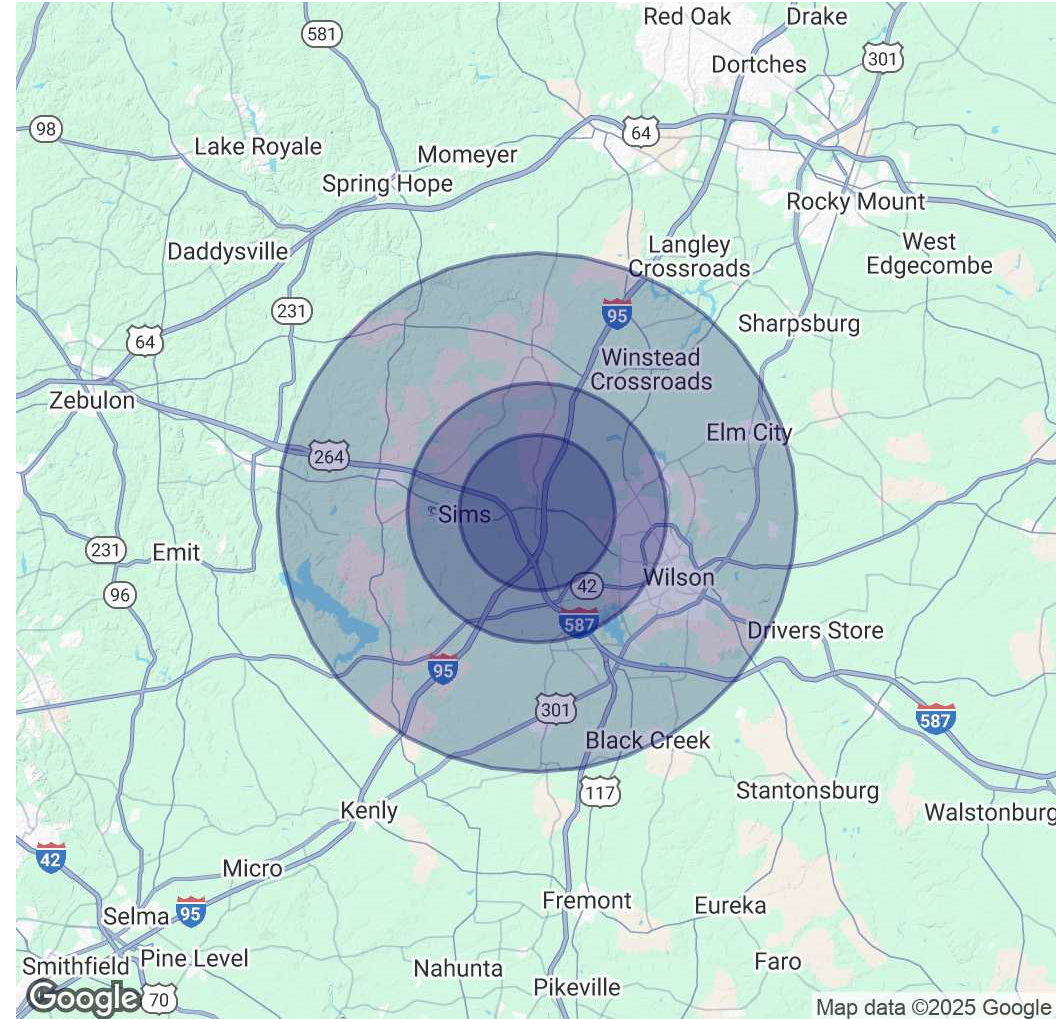 Red Oak
Drake
581
301
Dortches
98
64
Lake Royale
Momeyer
Spring Hope
Rocky Mount
Daddysville
Langley
Crossroads
West
Edgecombe
231
95
Sharpsburg
64
Winstead
Crossroads
Zebulon
Elm City
264
Sims
231
Emit
42
Wilson
96
587
Drivers Store
95
301
587
Black Creek
117
Stantonsburg
Kenly
Walstonburg
42
Micro
Fremont
Eureka
Selma
95
Pine Level
Faro
Smithfield
Nahunta
Pikeville
Google
70
Map data ©2025 Google